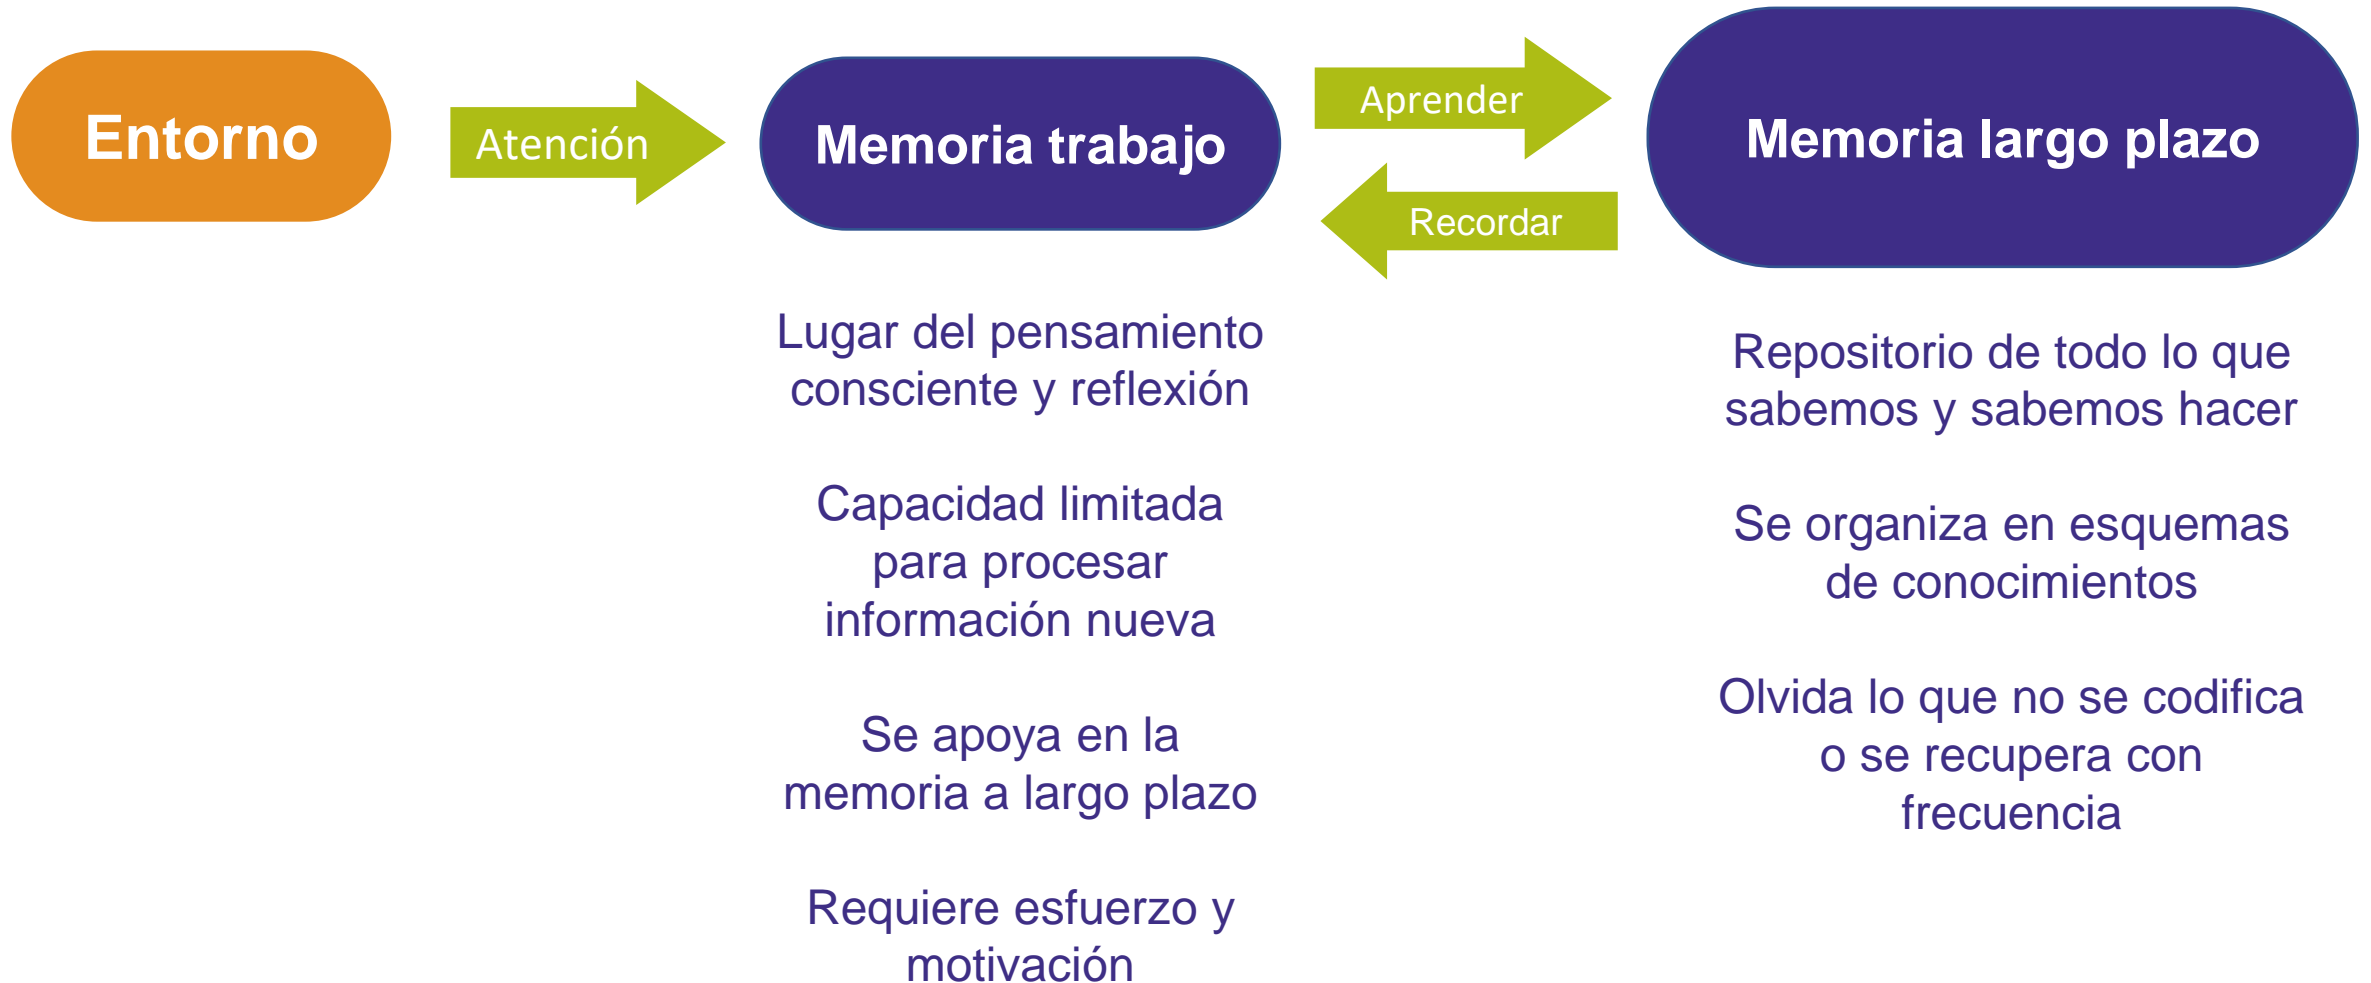 Entorno
Atención
Memoria trabajo
Aprender
Recordar
Memoria largo plazo
Lugar del pensamiento
consciente y reflexión
Capacidad limitada
para procesar
información nueva
Se apoya en la
memoria a largo plazo
Requiere esfuerzo y
motivación
Repositorio de todo lo que
sabemos y sabemos hacer
Se organiza en esquemas
de conocimientos
Olvida lo que no se codifica
o se recupera con
frecuencia